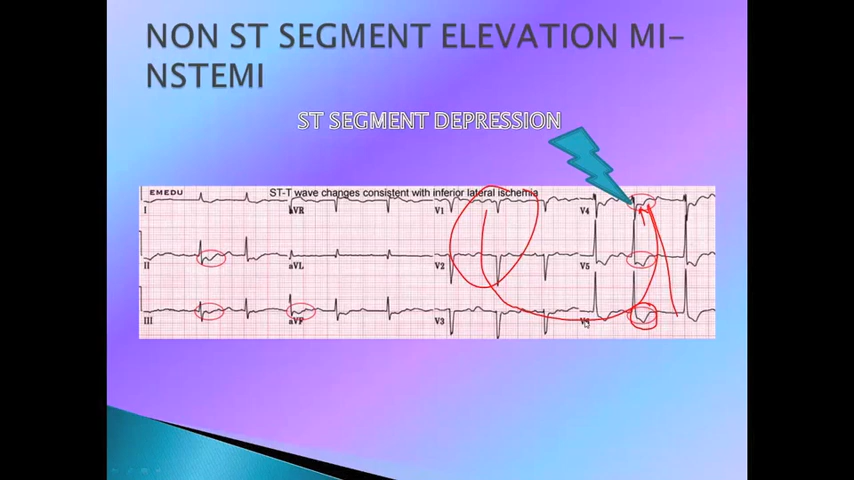 NON ST SEGMENT ELEVATION MI-
NSTEMI
ST SEGMENT DEPRESSION
EMEDU ST-T wave changes consistent with inferior lateral ischemia
I aVR V1 V4
II aVL V2 V5
III aVF V3 V6